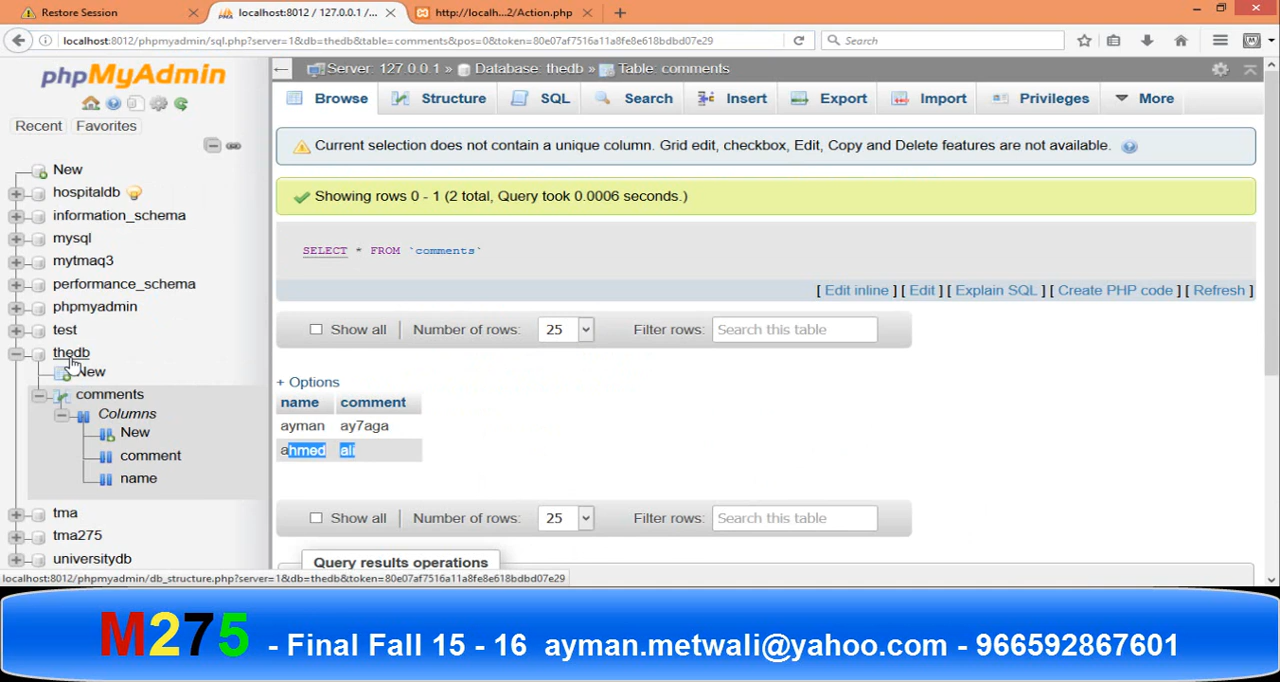 Restore Session
localhost:8012 / 127.0.0.1 /...
http://localh...2/Action.php
localhost:8012/phpmyadmin/sql.php?server=1&db=thedb&table=comments&pos=0&token=80e07af7516a11a8fe8e618bdbd07e29
Search
phpMyAdmin
Recent
Favorites
New
hospitaldb
information_schema
mysql
mytmaq3
performance_schema
phpmyadmin
test
thedb
New
comments
Columns
New
comment
name
tma
tma275
universitydb
Server: 127.0.0.1 » Database: thedb » Table: comments
Browse Structure SQL Search Insert Export Import Privileges More
Current selection does not contain a unique column. Grid edit, checkbox, Edit, Copy and Delete features are not available.
Showing rows 0 - 1 (2 total, Query took 0.0006 seconds.)
SELECT * FROM `comments`
[ Edit inline ] [ Edit ] [ Explain SQL ] [ Create PHP code ] [ Refresh ]
Show all Number of rows: 25 Filter rows: Search this table
+ Options
name comment
ayman ay7aga
ahmed ali
Show all Number of rows: 25 Filter rows: Search this table
Query results operations
localhost:8012/phpmyadmin/db_structure.php?server=1&db=thedb&token=80e07af7516a11a8fe8e618bdbd07e29
M275 - Final Fall 15 - 16 ayman.metwali@yahoo.com - 966592867601